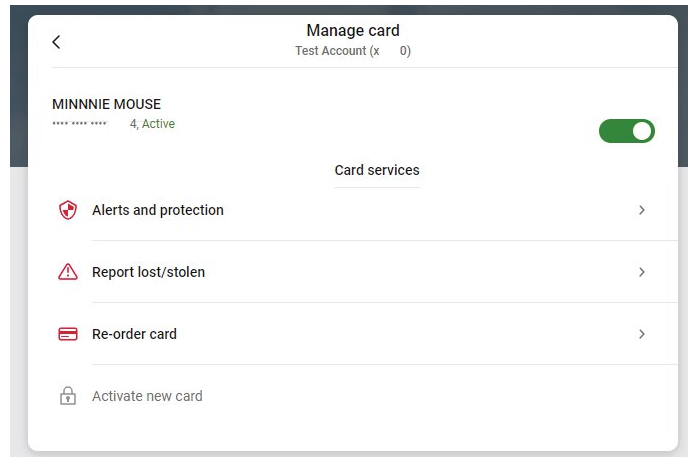 Manage card
Test Account (x 0)
MINNNIE MOUSE
•••• •••• •••• 4, Active
Card services
Alerts and protection
Report lost/stolen
Re-order card
Activate new card